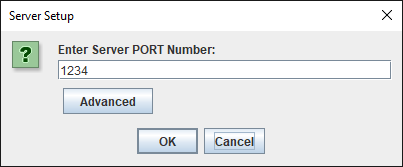 Server Setup
?
Enter Server PORT Number:
1234
Advanced
OK Cancel